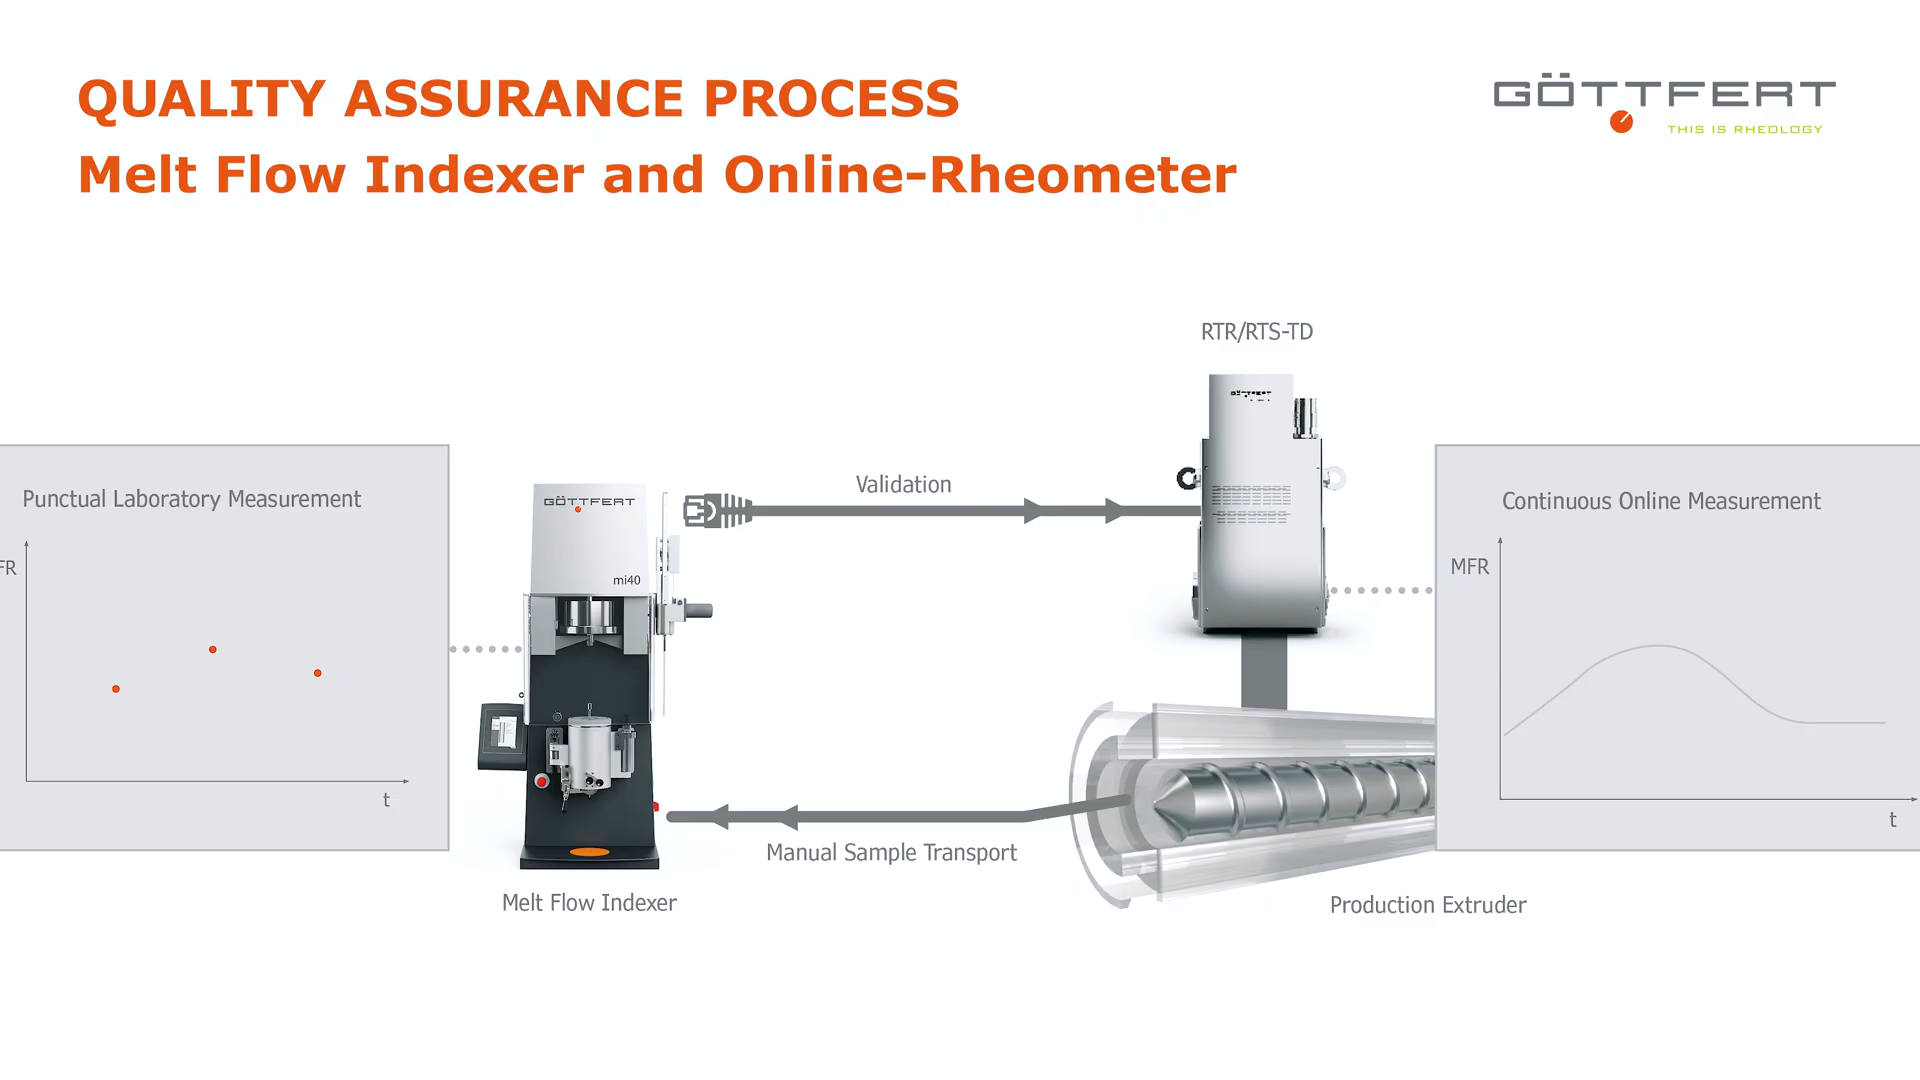 QUALITY ASSURANCE PROCESS
Melt Flow Indexer and Online-Rheometer
GÖTTFERT
THIS IS RHEOLOGY
RTR/RTS-TD
GÖTTFERT
Validation
Punctual Laboratory Measurement
FR
t
GÖTTFERT
mi40
Continuous Online Measurement
MFR
t
Manual Sample Transport
Melt Flow Indexer
Production Extruder